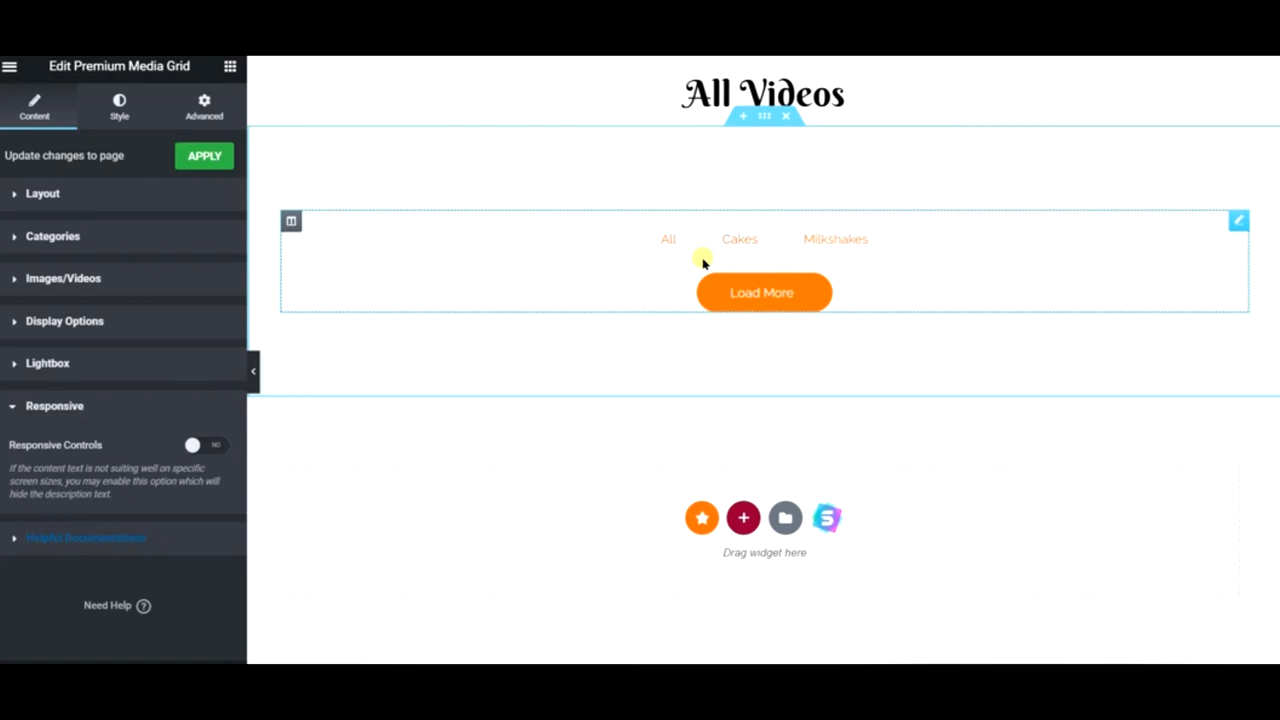 Edit Premium Media Grid
Content
Style
Advanced
Update changes to page
APPLY
Layout
Categories
Images/Videos
Display Options
Lightbox
Responsive
Responsive Controls
NO
If the content text is not suiting well on specific
screen sizes, you may enable this option which will
hide the description text.
Helpful Documentations
Need Help ?
All Videos
All
Cakes
Milkshakes
Load More
Drag widget here